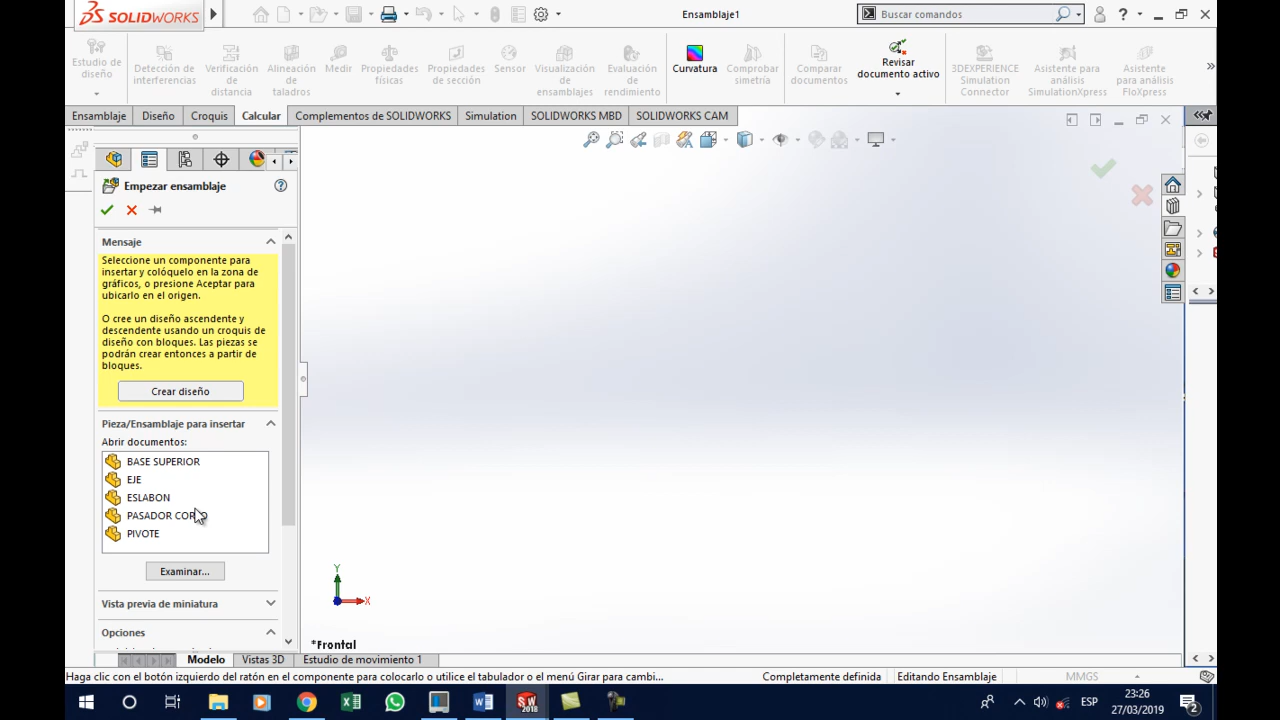 SOLIDWORKS
Ensamblaje1
Buscar comandos
Estudio de diseño
Detección de interferencias
Verificación de distancia
Alineación de taladros
Medir
Propiedades físicas
Propiedades de sección
Sensor
Visualización de ensamblajes
Evaluación de rendimiento
Curvatura
Comprobar simetría
Comparar documentos
Revisar documento activo
3DEXPERIENCE Simulation Connector
Asistente para análisis SimulationXpress
Asistente para análisis FloXpress
Ensamblaje
Diseño
Croquis
Calcular
Complementos de SOLIDWORKS
Simulation
SOLIDWORKS MBD
SOLIDWORKS CAM
Empezar ensamblaje
Mensaje
Seleccione un componente para
insertar y colóquelo en la zona de
gráficos, o presione Aceptar para
ubicarlo en el origen.
O cree un diseño ascendente y
descendente usando un croquis de
diseño con bloques. Las piezas se
podrán crear entonces a partir de
bloques.
Crear diseño
Pieza/Ensamblaje para insertar
Abrir documentos:
BASE SUPERIOR
EJE
ESLABON
PASADOR CORTO
PIVOTE
Examinar...
Vista previa de miniatura
Opciones
Y
X
*Frontal
Modelo
Vistas 3D
Estudio de movimiento 1
Haga clic con el botón izquierdo del ratón en el componente para colocarlo o utilice el tabulador o el menú Girar para cambi...
Completamente definida
Editando Ensamblaje
MMGS
SW 2018
ESP
23:26
27/03/2019
2